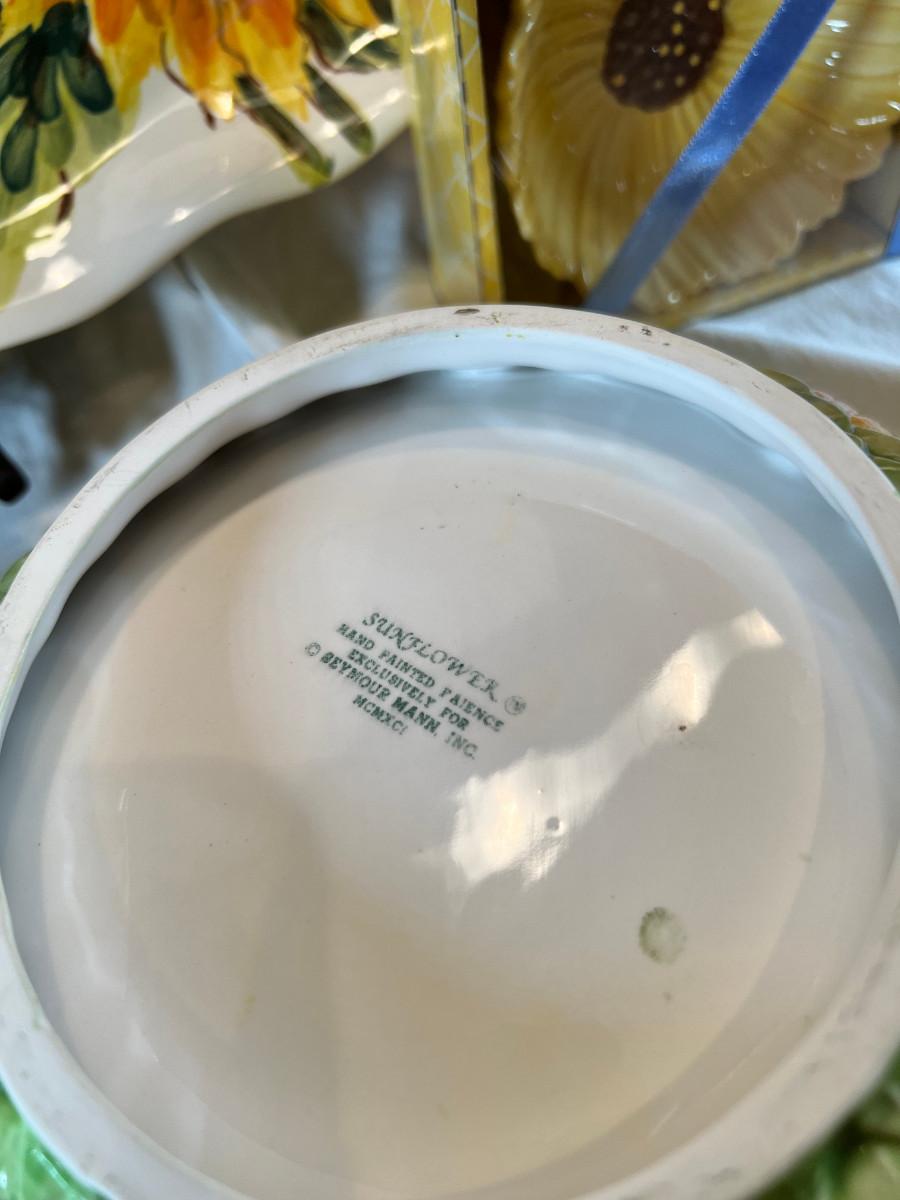 SUNFLOWER ®
HAND PAINTED FAIENCE
EXCLUSIVELY FOR
© SEYMOUR MANN, INC.
MCMXCI